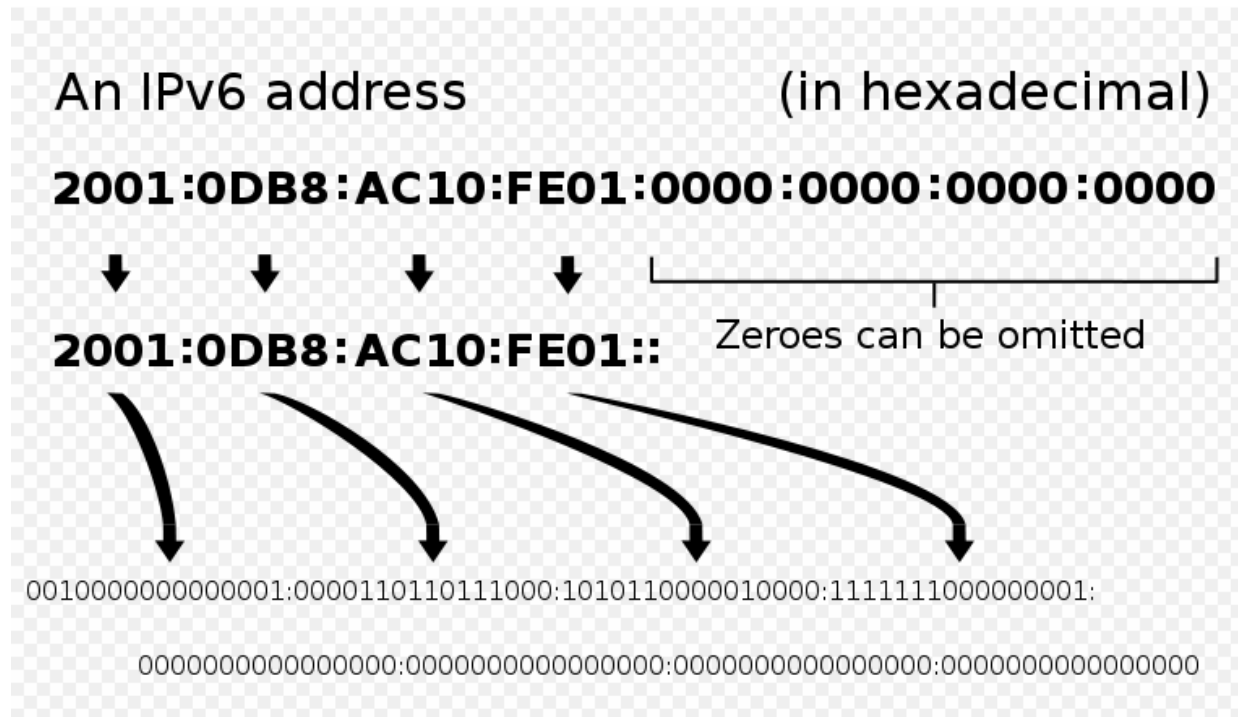 An IPv6 address (in hexadecimal)
2001:0DB8:AC10:FE01:0000:0000:0000:0000
Zeroes can be omitted
2001:0DB8:AC10:FE01::
0010000000000001:0000110110111000:1010110000010000:1111111000000001:
0000000000000000:0000000000000000:0000000000000000:0000000000000000